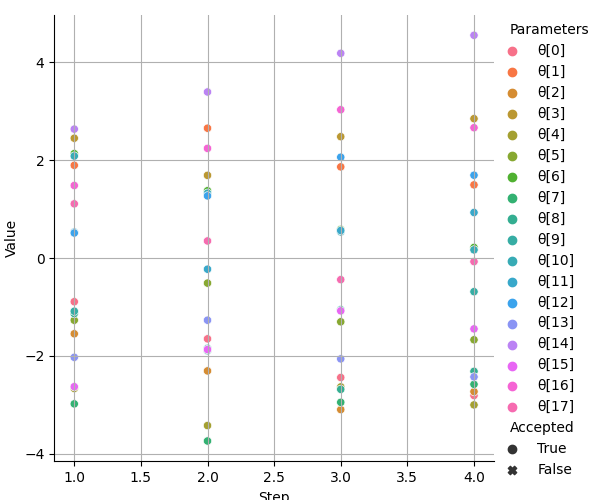 Parameters
θ[0]
θ[1]
θ[2]
θ[3]
θ[4]
θ[5]
θ[6]
θ[7]
θ[8]
θ[9]
θ[10]
θ[11]
θ[12]
θ[13]
θ[14]
θ[15]
θ[16]
θ[17]
Accepted
True
False
Value
4
2
0
−2
−4
1.0
1.5
2.0
2.5
3.0
3.5
4.0
Step